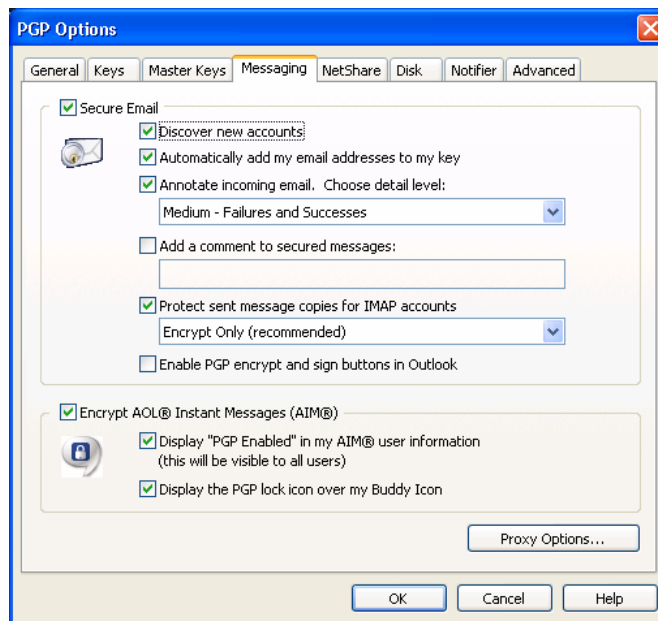 PGP Options
General Keys Master Keys Messaging NetShare Disk Notifier Advanced
Secure Email
Discover new accounts
Automatically add my email addresses to my key
Annotate incoming email. Choose detail level:
Medium - Failures and Successes
Add a comment to secured messages:
Protect sent message copies for IMAP accounts
Encrypt Only (recommended)
Enable PGP encrypt and sign buttons in Outlook
Encrypt AOL® Instant Messages (AIM®)
Display "PGP Enabled" in my AIM® user information
(this will be visible to all users)
Display the PGP lock icon over my Buddy Icon
Proxy Options...
OK Cancel Help